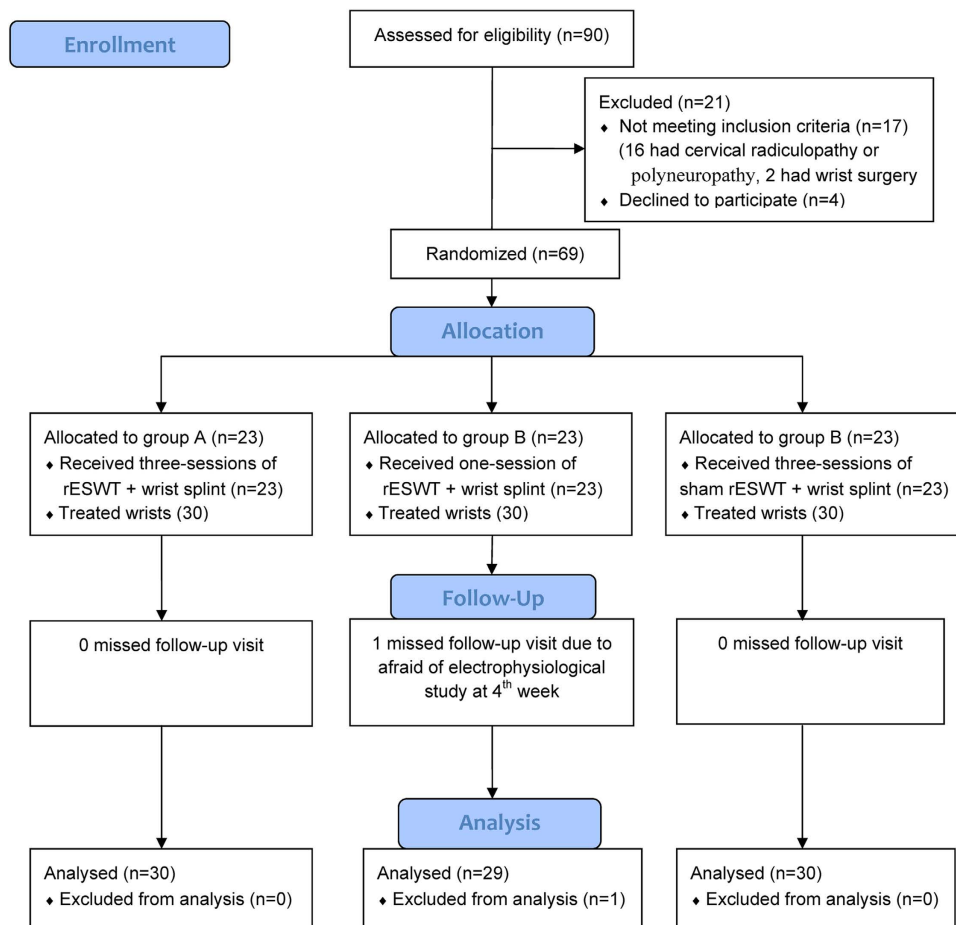 Enrollment
Assessed for eligibility (n=90)
Excluded (n=21)
♦ Not meeting inclusion criteria (n=17)
(16 had cervical radiculopathy or
polyneuropathy, 2 had wrist surgery
♦ Declined to participate (n=4)
Randomized (n=69)
Allocation
Allocated to group A (n=23)
♦ Received three-sessions of
rESWT + wrist splint (n=23)
♦ Treated wrists (30)
Allocated to group B (n=23)
♦ Received one-session of
rESWT + wrist splint (n=23)
♦ Treated wrists (30)
Allocated to group B (n=23)
♦ Received three-sessions of
sham rESWT + wrist splint (n=23)
♦ Treated wrists (30)
Follow-Up
0 missed follow-up visit
1 missed follow-up visit due to
afraid of electrophysiological
study at 4th week
0 missed follow-up visit
Analysis
Analysed (n=30)
♦ Excluded from analysis (n=0)
Analysed (n=29)
♦ Excluded from analysis (n=1)
Analysed (n=30)
♦ Excluded from analysis (n=0)